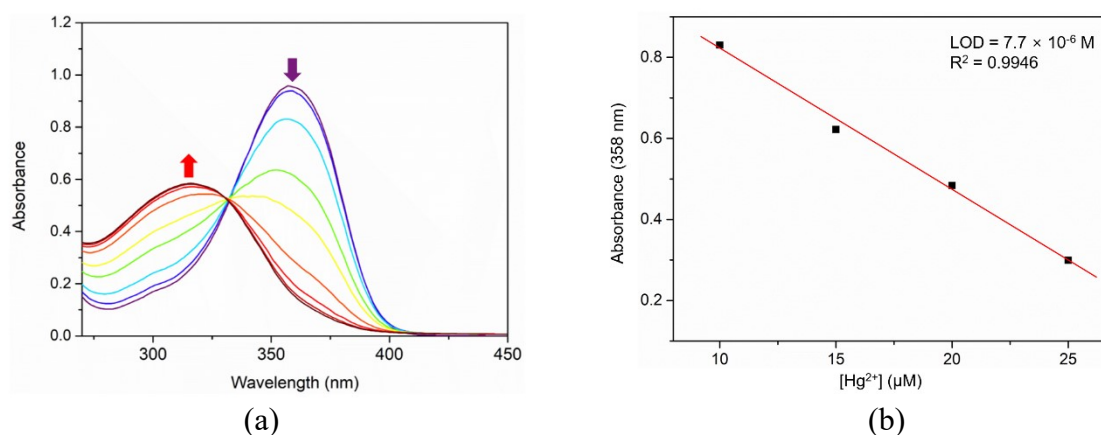 1.2
1.0
0.8
0.6
0.4
0.2
0.0
Absorbance
300
350
400
450
Wavelength (nm)
(a)
LOD = 7.7 × 10⁻⁶ M
R² = 0.9946
0.8
0.6
0.4
0.2
Absorbance (358 nm)
10
15
20
25
[Hg²⁺] (µM)
(b)